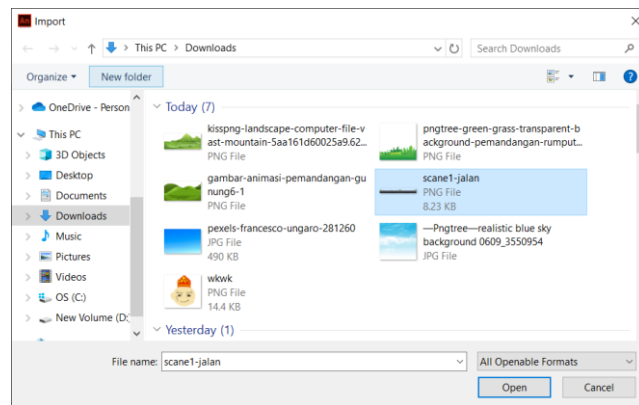 An Import
This PC > Downloads
Search Downloads
Organize
New folder
OneDrive - Person
This PC
3D Objects
Desktop
Documents
Downloads
Music
Pictures
Videos
OS (C:)
New Volume (D:
Today (7)
kisspng-landscape-computer-file-v
ast-mountain-5aa161d60025a9.62...
PNG File
pngtree-green-grass-transparent-b
ackground-pemandangan-rumput...
PNG File
gambar-animasi-pemandangan-gu
nung6-1
PNG File
scane1-jalan
PNG File
8.23 KB
pexels-francesco-ungaro-281260
JPG File
490 KB
—Pngtree—realistic blue sky
background 0609_3550954
JPG File
wkwk
PNG File
14.4 KB
Yesterday (1)
File name: scane1-jalan
All Openable Formats
Open
Cancel